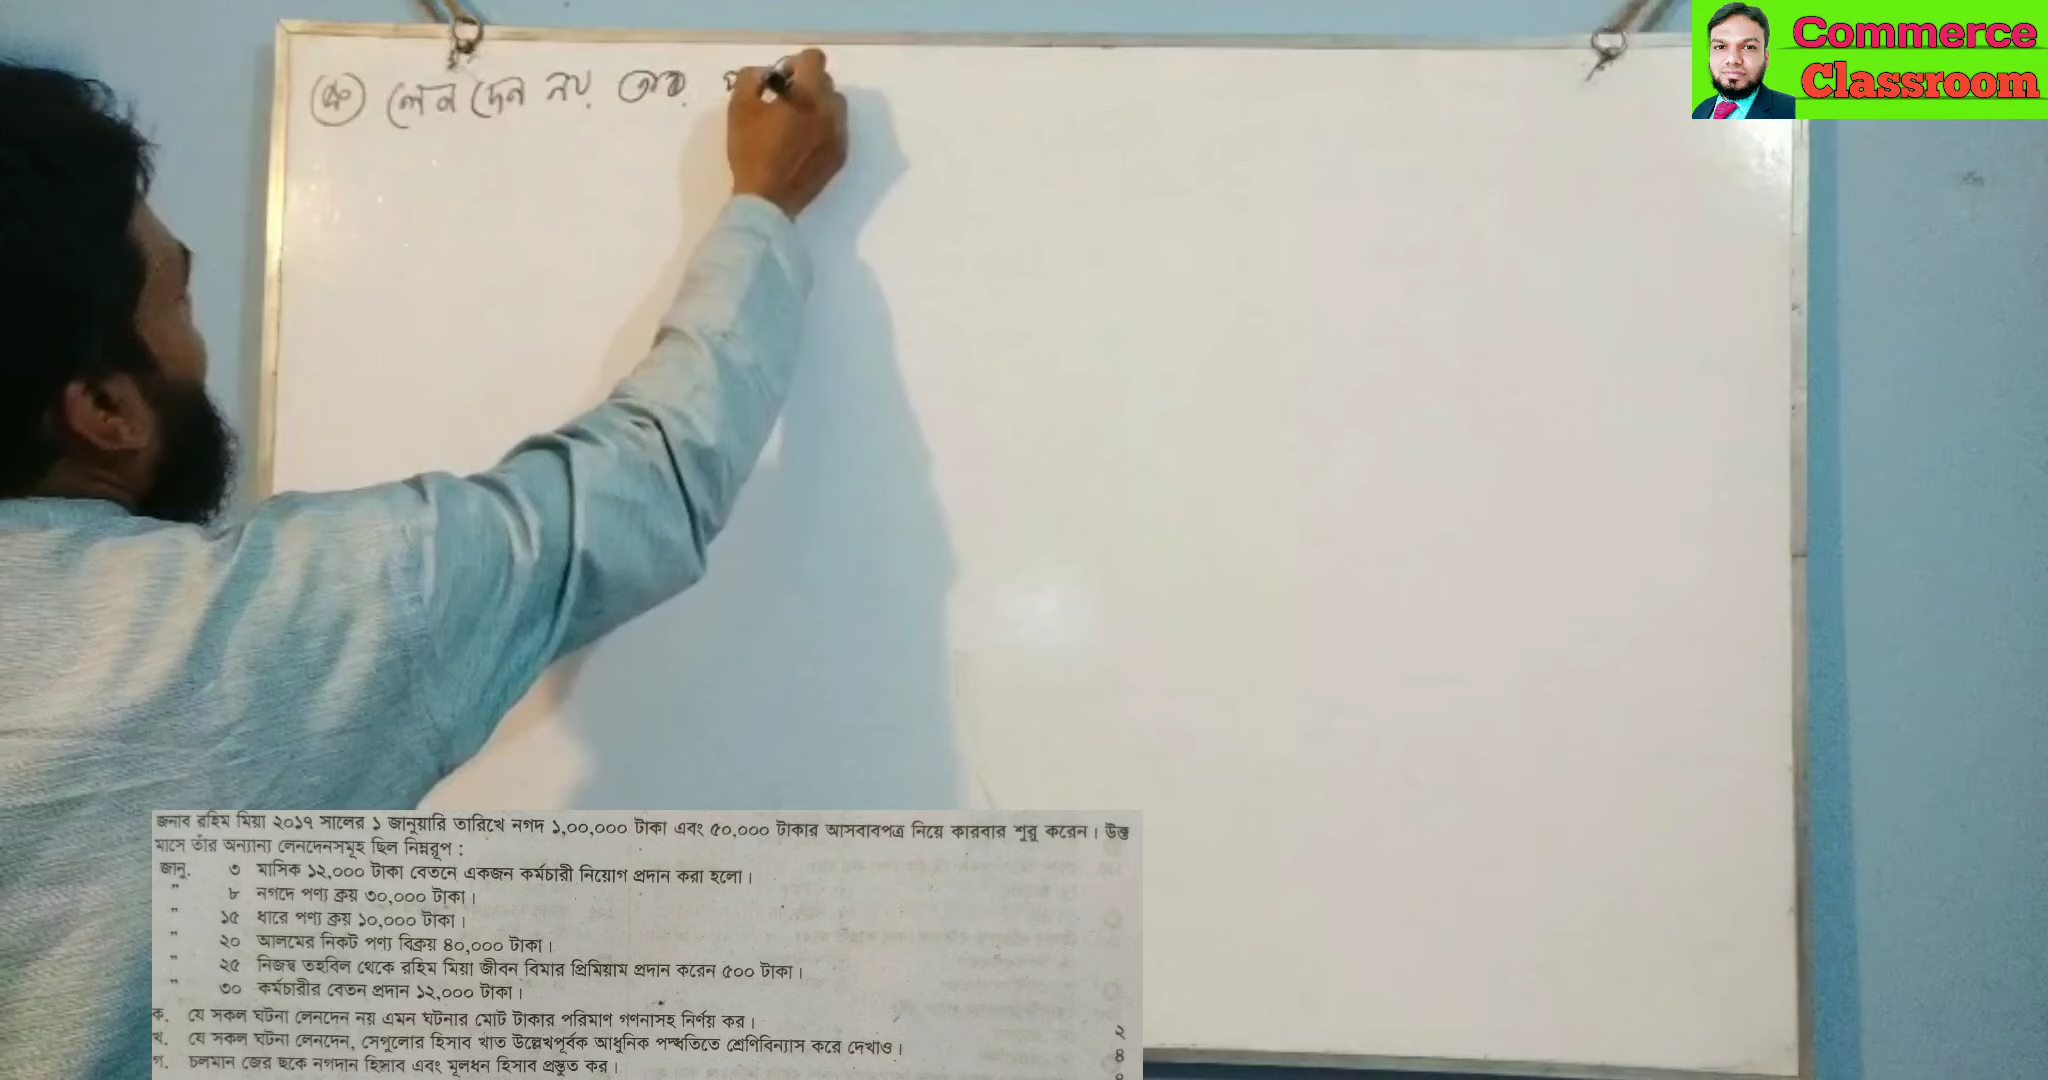 Commerce
Classroom
(ক) লেনদেন নয় তার
জনাব রহিম মিয়া ২০১৭ সালের ১ জানুয়ারি তারিখে নগদ ১,০০,০০০ টাকা এবং ৫০,০০০ টাকার আসবাবপত্র নিয়ে কারবার শুরু করেন। উক্ত
মাসে তাঁর অন্যান্য লেনদেনসমূহ ছিল নিম্নরূপ :
জানু. ৩ মাসিক ১২,০০০ টাকা বেতনে একজন কর্মচারী নিয়োগ প্রদান করা হলো।
" ৮ নগদে পণ্য ক্রয় ৩০,০০০ টাকা।
" ১৫ ধারে পণ্য ক্রয় ১০,০০০ টাকা।
" ২০ আলমের নিকট পণ্য বিক্রয় ৪০,০০০ টাকা।
" ২৫ নিজস্ব তহবিল থেকে রহিম মিয়া জীবন বিমার প্রিমিয়াম প্রদান করেন ৫০০ টাকা।
" ৩০ কর্মচারীর বেতন প্রদান ১২,০০০ টাকা।
ক. যে সকল ঘটনা লেনদেন নয় এমন ঘটনার মোট টাকার পরিমাণ গণনাসহ নির্ণয় কর। ২
খ. যে সকল ঘটনা লেনদেন, সেগুলোর হিসাব খাত উল্লেখপূর্বক আধুনিক পদ্ধতিতে শ্রেণিবিন্যাস করে দেখাও। ৪
গ. চলমান জের ছকে নগদান হিসাব এবং মূলধন হিসাব প্রস্তুত কর।